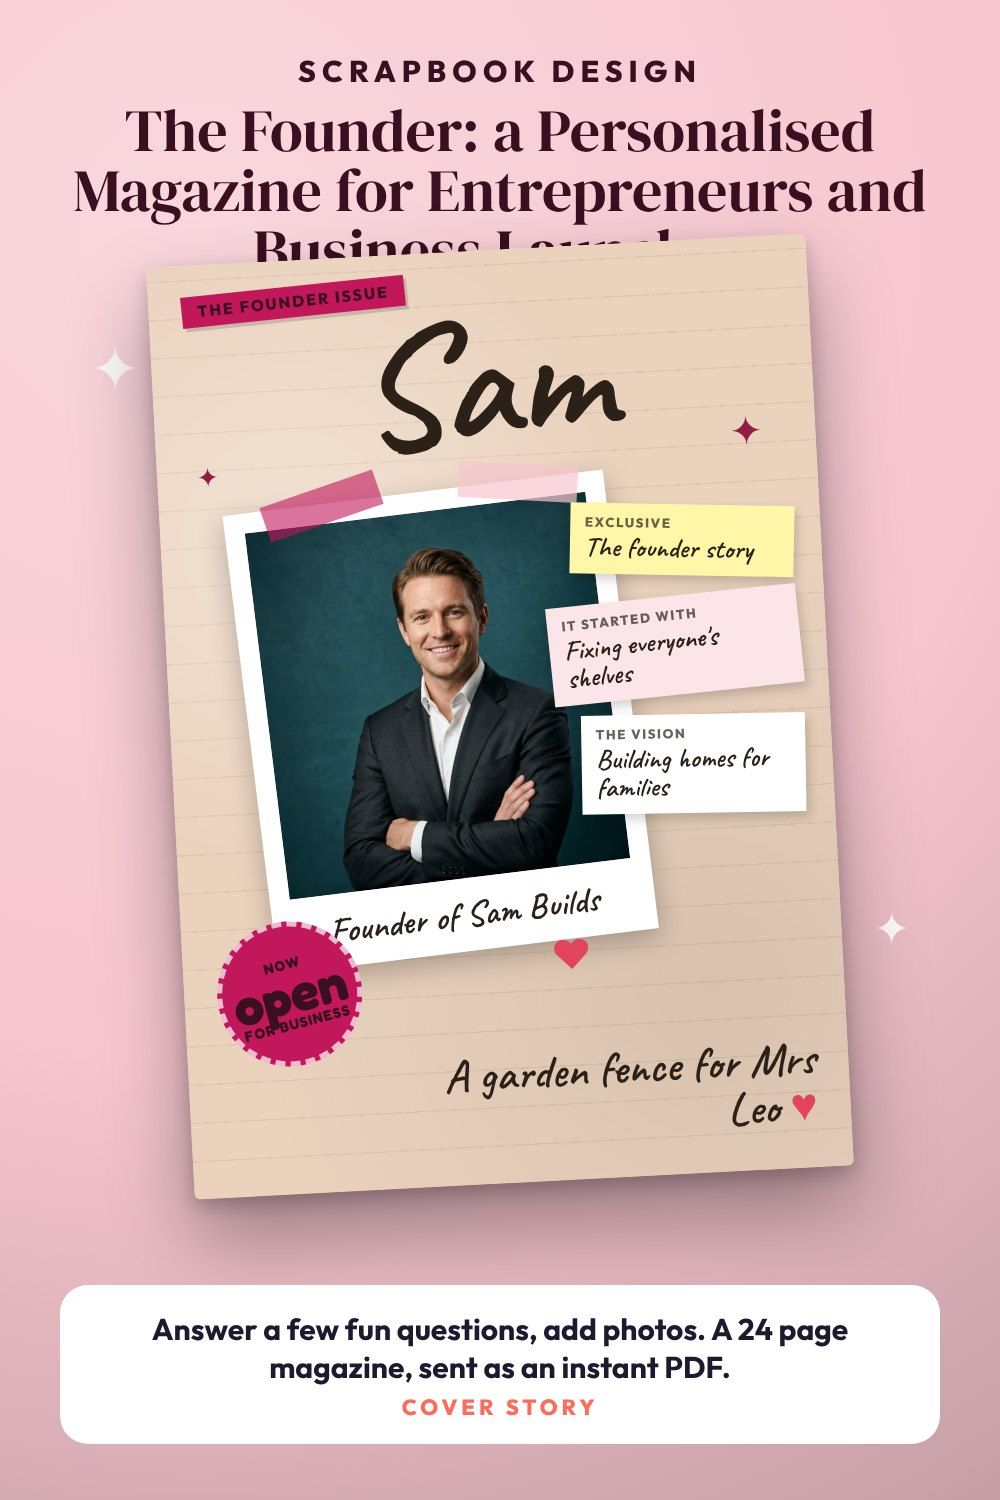 SCRAPBOOK DESIGN
The Founder: a Personalised
Magazine for Entrepreneurs and
Business
THE FOUNDER ISSUE
Sam
EXCLUSIVE
The founder story
IT STARTED WITH
Fixing everyone's
shelves
THE VISION
Building homes for
families
Founder of Sam Builds
NOW
open
FOR BUSINESS
A garden fence for Mrs
Leo ♥
Answer a few fun questions, add photos. A 24 page
magazine, sent as an instant PDF.
COVER STORY